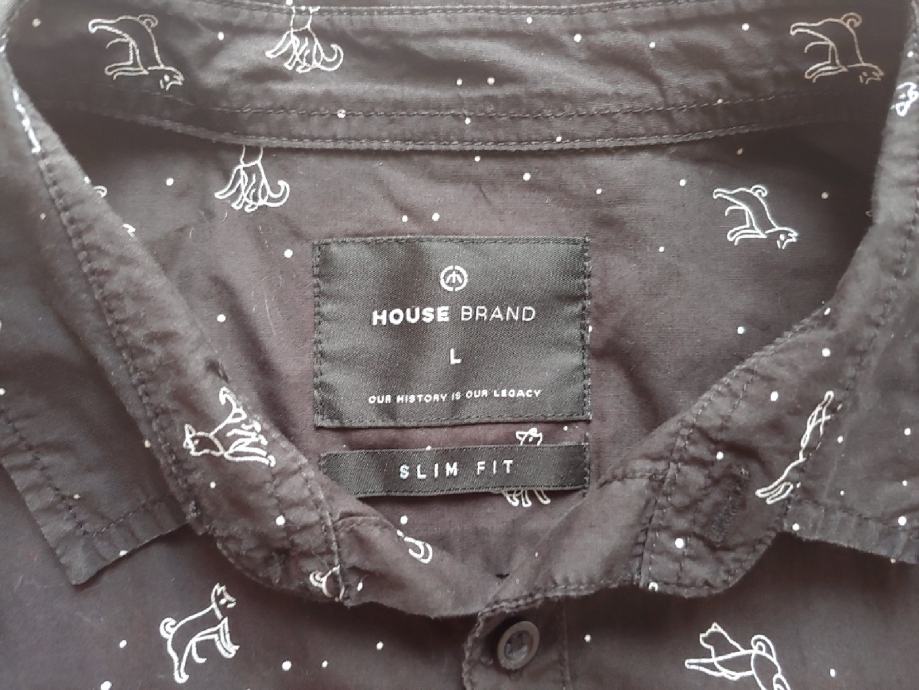 HOUSE BRAND
L
OUR HISTORY IS OUR LEGACY
SLIM FIT